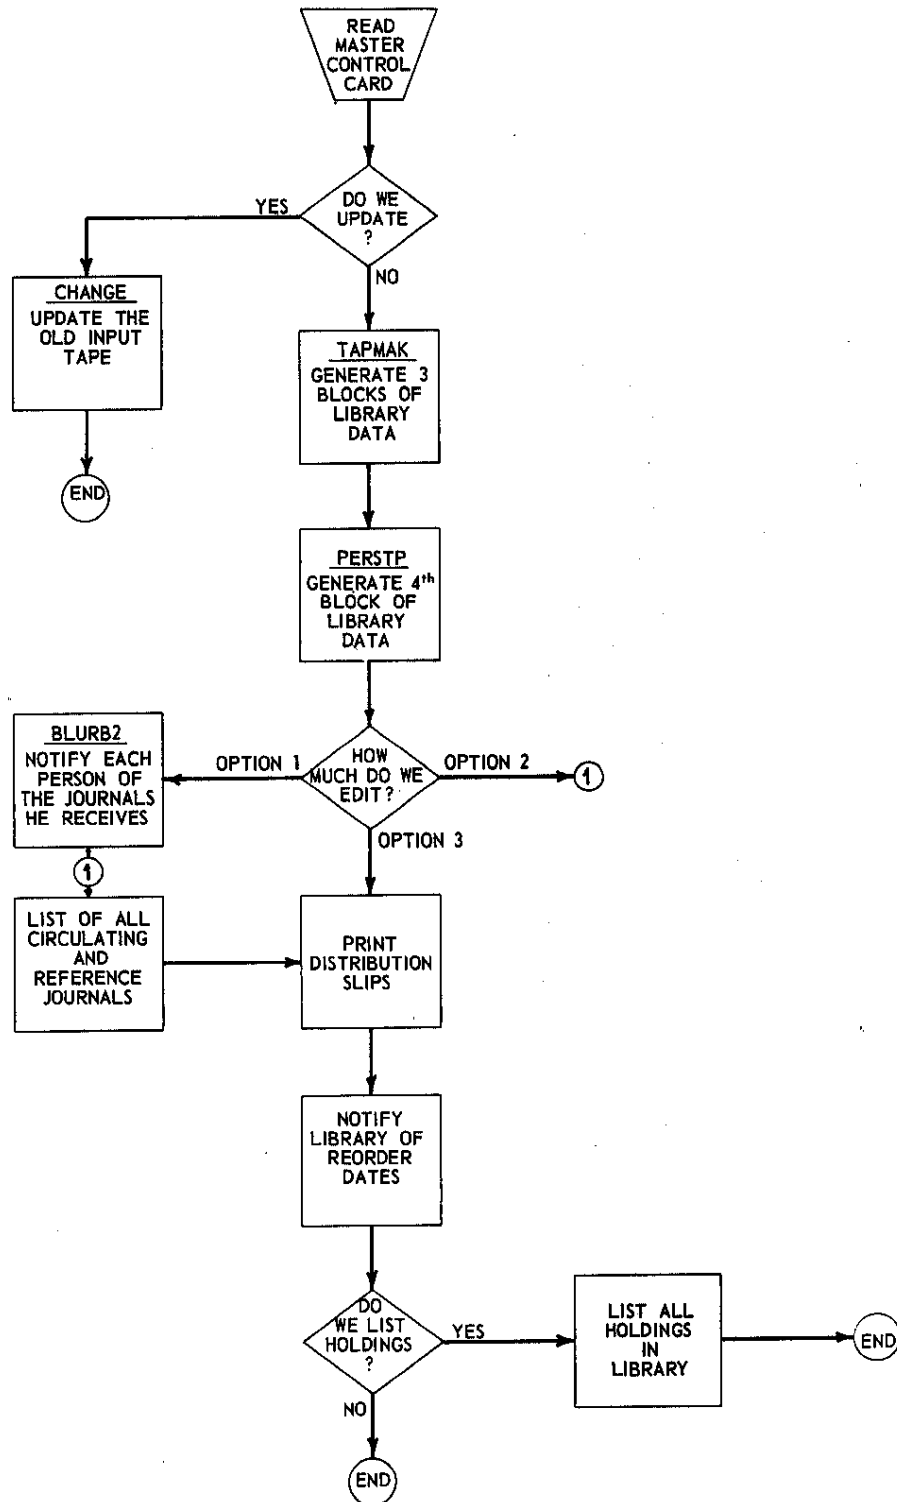 READ
MASTER
CONTROL
CARD
DO WE
UPDATE
?
YES
NO
CHANGE
UPDATE THE
OLD INPUT
TAPE
END
TAPMAK
GENERATE 3
BLOCKS OF
LIBRARY
DATA
PERSTP
GENERATE 4th
BLOCK OF
LIBRARY
DATA
HOW
MUCH DO WE
EDIT?
OPTION 1
OPTION 2
1
OPTION 3
BLURB2
NOTIFY EACH
PERSON OF
THE JOURNALS
HE RECEIVES
1
LIST OF ALL
CIRCULATING
AND
REFERENCE
JOURNALS
PRINT
DISTRIBUTION
SLIPS
NOTIFY
LIBRARY OF
REORDER
DATES
DO
WE LIST
HOLDINGS
?
YES
LIST ALL
HOLDINGS
IN
LIBRARY
END
NO
END